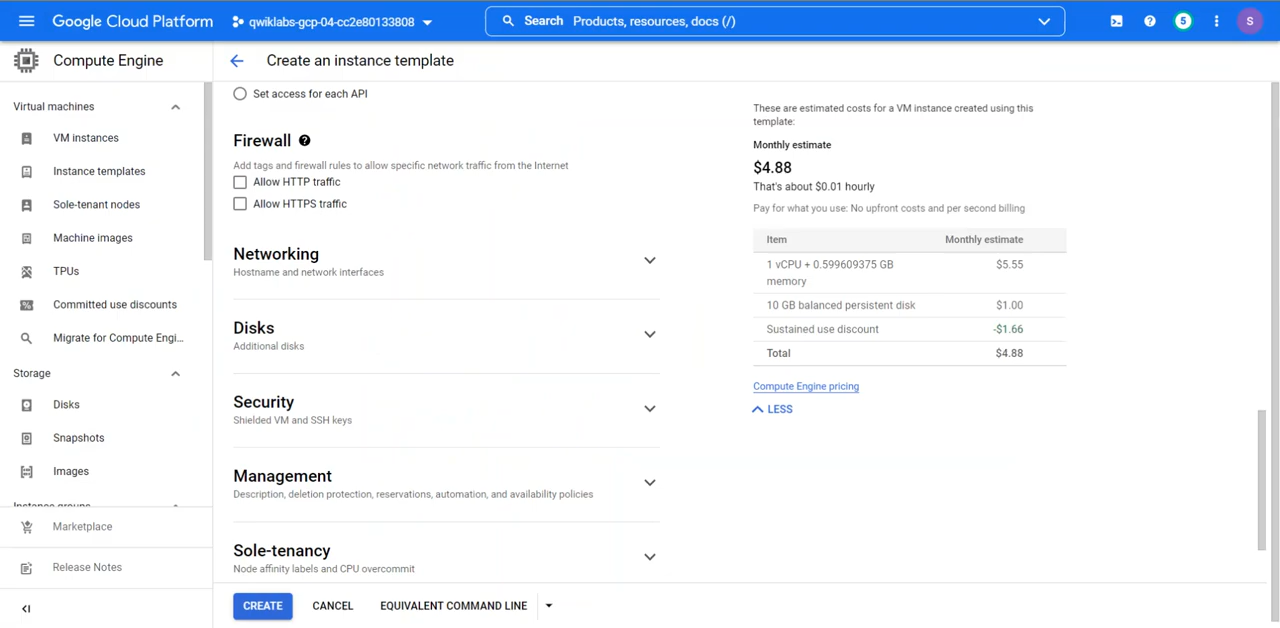 Google Cloud Platform
qwiklabs-gcp-04-cc2e80133808
Search Products, resources, docs (/)
5
S
Compute Engine
Create an instance template
Virtual machines
VM instances
Instance templates
Sole-tenant nodes
Machine images
TPUs
Committed use discounts
Migrate for Compute Engi...
Storage
Disks
Snapshots
Images
Instance groups
Marketplace
Release Notes
Set access for each API
Firewall
Add tags and firewall rules to allow specific network traffic from the Internet
Allow HTTP traffic
Allow HTTPS traffic
Networking
Hostname and network interfaces
Disks
Additional disks
Security
Shielded VM and SSH keys
Management
Description, deletion protection, reservations, automation, and availability policies
Sole-tenancy
Node affinity labels and CPU overcommit
CREATE CANCEL EQUIVALENT COMMAND LINE
These are estimated costs for a VM instance created using this
template:
Monthly estimate
$4.88
That's about $0.01 hourly
Pay for what you use: No upfront costs and per second billing
Item Monthly estimate
1 vCPU + 0.599609375 GB $5.55
memory
10 GB balanced persistent disk $1.00
Sustained use discount -$1.66
Total $4.88
Compute Engine pricing
LESS